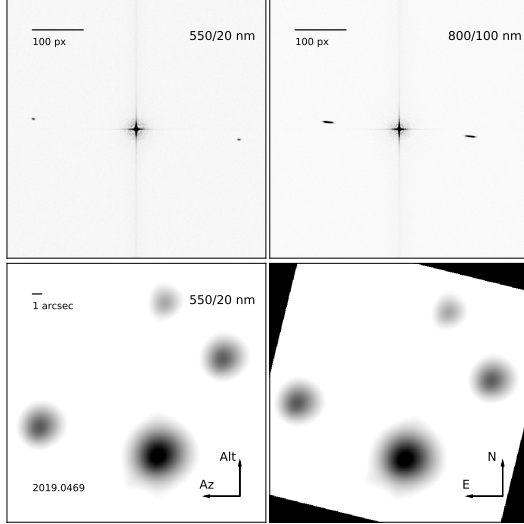 550/20 nm
100 px
800/100 nm
100 px
550/20 nm
1 arcsec
Alt
Az
2019.0469
N
E